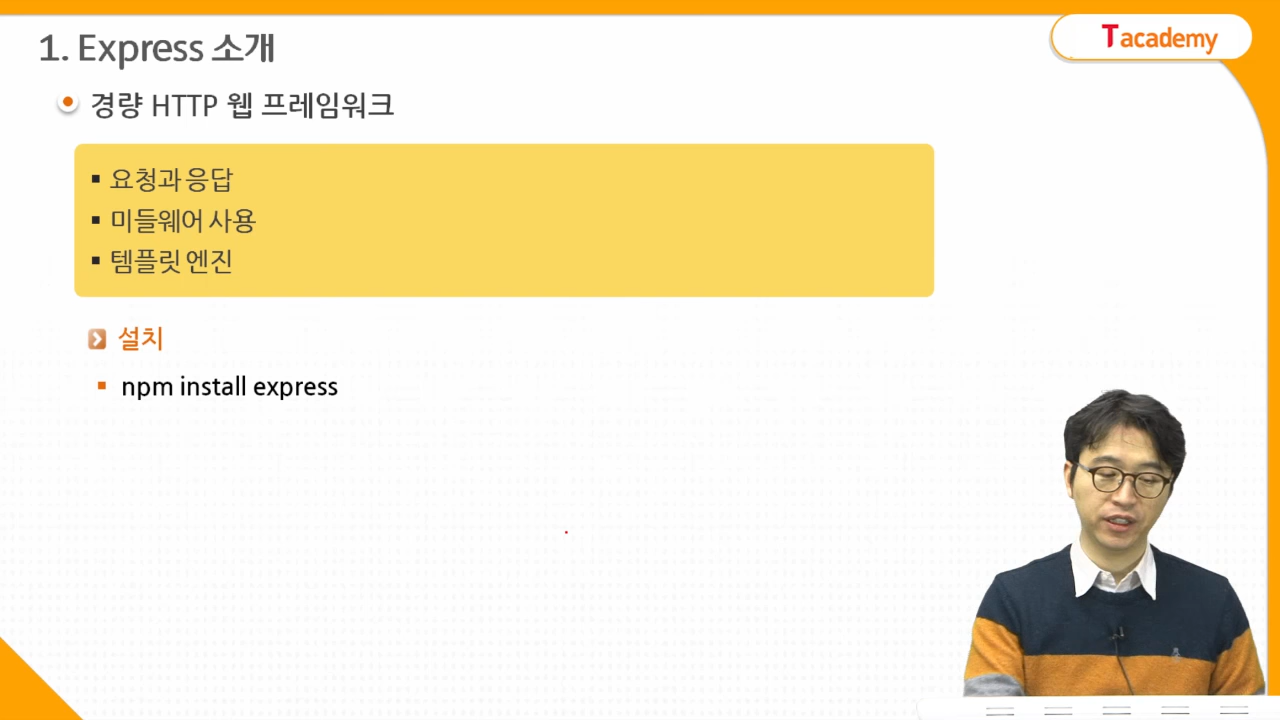 1. Express 소개
Tacademy
경량 HTTP 웹 프레임워크
요청과 응답
미들웨어 사용
템플릿 엔진
설치
npm install express